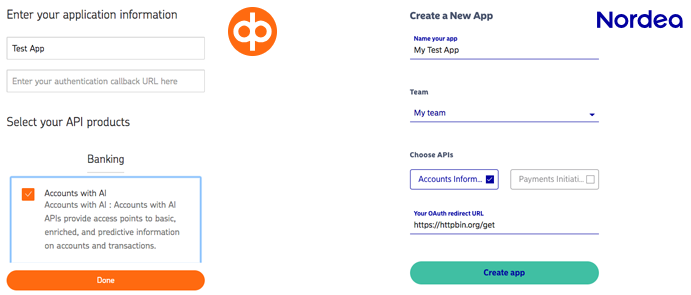 Enter your application information
Test App
Enter your authentication callback URL here
Select your API products
Banking
Accounts with AI
Accounts with AI : Accounts with AI
APIs provide access points to basic,
enriched, and predictive information
on accounts and transactions.
Done
Nordea
Create a New App
Name your app
My Test App
Team
My team
Choose APIs
Accounts Inform...
Payments Initiati...
Your OAuth redirect URL
https://httpbin.org/get
Create app